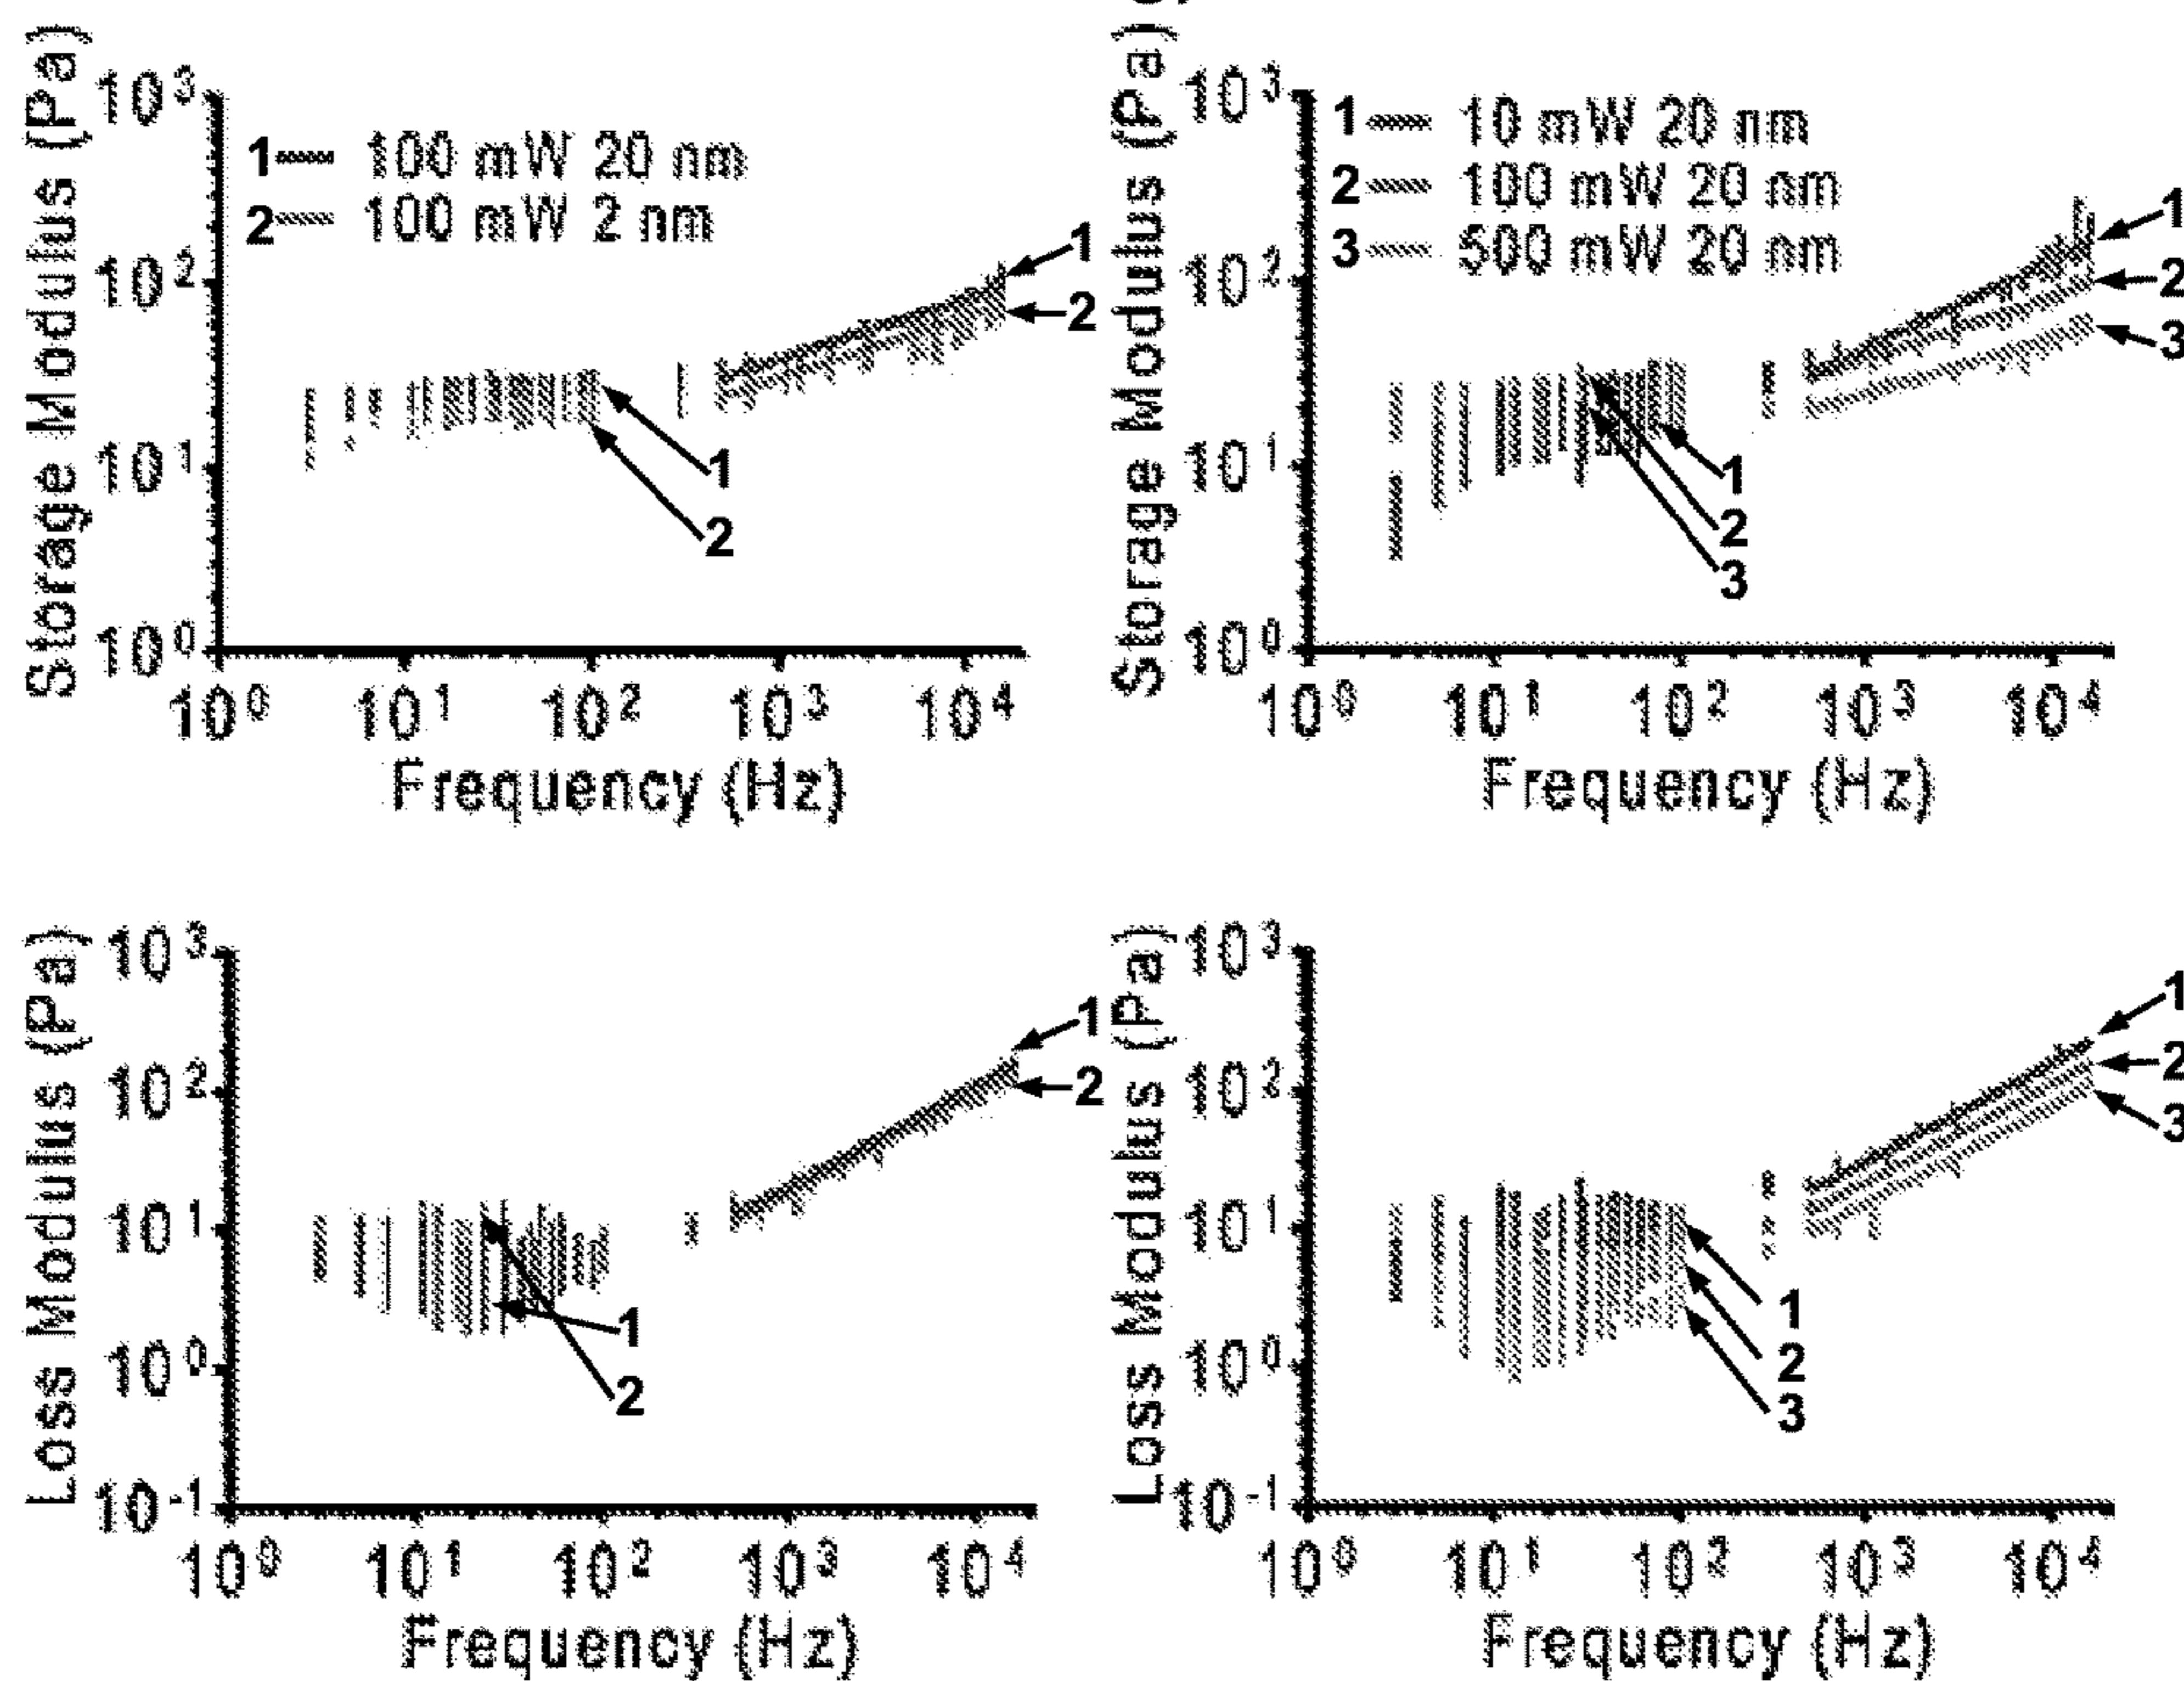 Storage Modulus (Pa)
10³
10²
10¹
10⁰
1 100 mW 20 nm
2 100 mW 2 nm
1
2
1
2
10⁰ 10¹ 10² 10³ 10⁴
Frequency (Hz)
Storage Modulus (Pa)
10³
10²
10¹
10⁰
1 10 mW 20 nm
2 100 mW 20 nm
3 500 mW 20 nm
1
2
3
1
2
3
10⁰ 10¹ 10² 10³ 10⁴
Frequency (Hz)
Loss Modulus (Pa)
10³
10²
10¹
10⁰
10⁻¹
1
2
1
2
10⁰ 10¹ 10² 10³ 10⁴
Frequency (Hz)
Loss Modulus (Pa)
10³
10²
10¹
10⁰
10⁻¹
1
2
3
1
2
3
10⁰ 10¹ 10² 10³ 10⁴
Frequency (Hz)